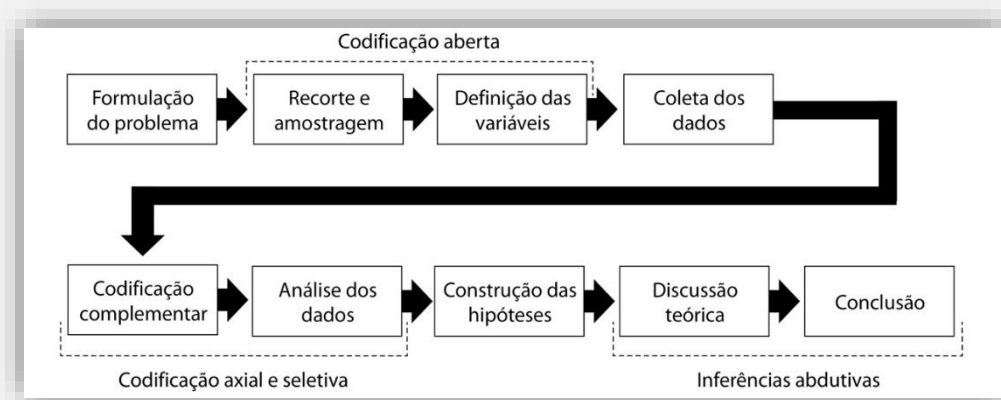 Codificação aberta
Formulação
do problema
Recorte e
amostragem
Definição das
variáveis
Coleta dos
dados
Codificação
complementar
Análise dos
dados
Construção das
hipóteses
Discussão
teórica
Conclusão
Codificação axial e seletiva
Inferências abdutivas